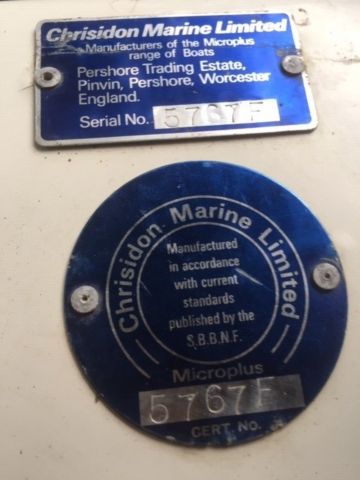 Chrisidon Marine Limited
Manufacturers of the Microplus
range of Boats
Pershore Trading Estate,
Pinvin, Pershore, Worcester
England.
Serial No. 5767F
Chrisidon Marine Limited
Manufactured
in accordance
with current
standards
published by the
S.B.B.N.F.
Microplus
5767F
CERT. No.